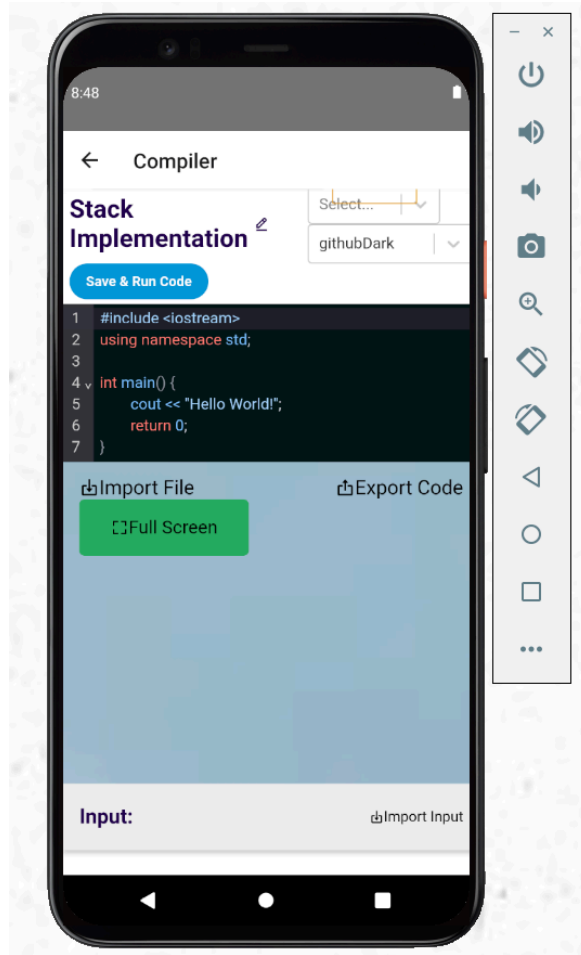 8:48
Compiler
Stack
Implementation
Select...
githubDark
Save & Run Code
1 #include <iostream>
2 using namespace std;
3
4 int main() {
5 cout << "Hello World!";
6 return 0;
7 }
Import File
Export Code
Full Screen
Input:
Import Input